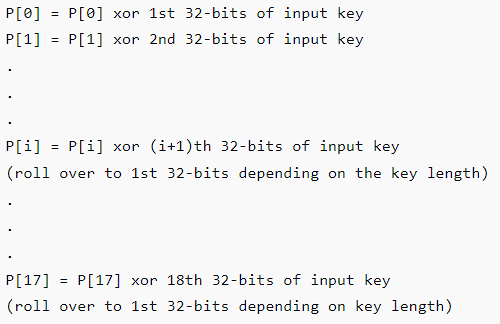 P[0] = P[0] xor 1st 32-bits of input key
P[1] = P[1] xor 2nd 32-bits of input key
.
.
.
P[i] = P[i] xor (i+1)th 32-bits of input key
(roll over to 1st 32-bits depending on the key length)
.
.
.
P[17] = P[17] xor 18th 32-bits of input key
(roll over to 1st 32-bits depending on key length)